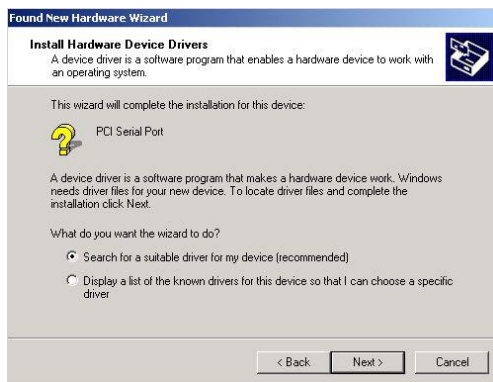 Found New Hardware Wizard
Install Hardware Device Drivers
A device driver is a software program that enables a hardware device to work with
an operating system.
This wizard will complete the installation for this device:
PCI Serial Port
A device driver is a software program that makes a hardware device work. Windows
needs driver files for your new device. To locate driver files and complete the
installation click Next.
What do you want the wizard to do?
Search for a suitable driver for my device (recommended)
Display a list of the known drivers for this device so that I can choose a specific
driver
< Back Next > Cancel